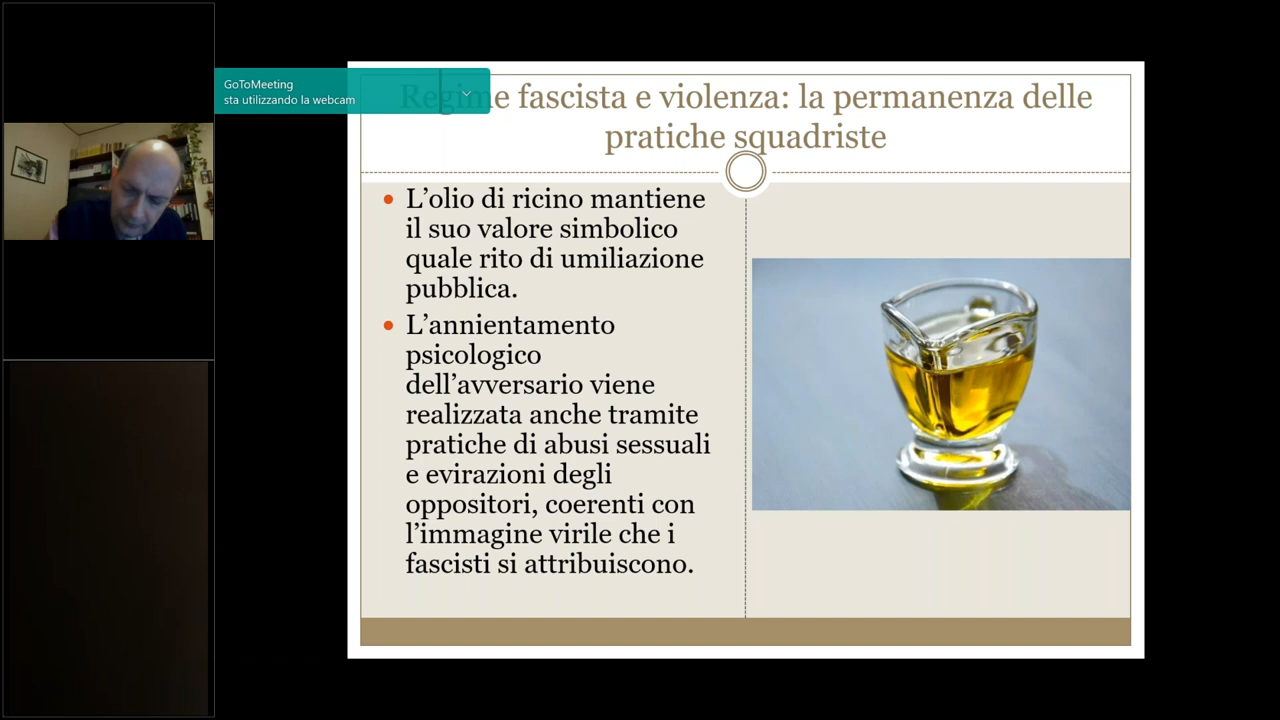 GoToMeeting
sta utilizzando la webcam
Regime fascista e violenza: la permanenza delle
pratiche squadriste
L’olio di ricino mantiene
il suo valore simbolico
quale rito di umiliazione
pubblica.
L’annientamento
psicologico
dell’avversario viene
realizzata anche tramite
pratiche di abusi sessuali
e evirazioni degli
oppositori, coerenti con
l’immagine virile che i
fascisti si attribuiscono.